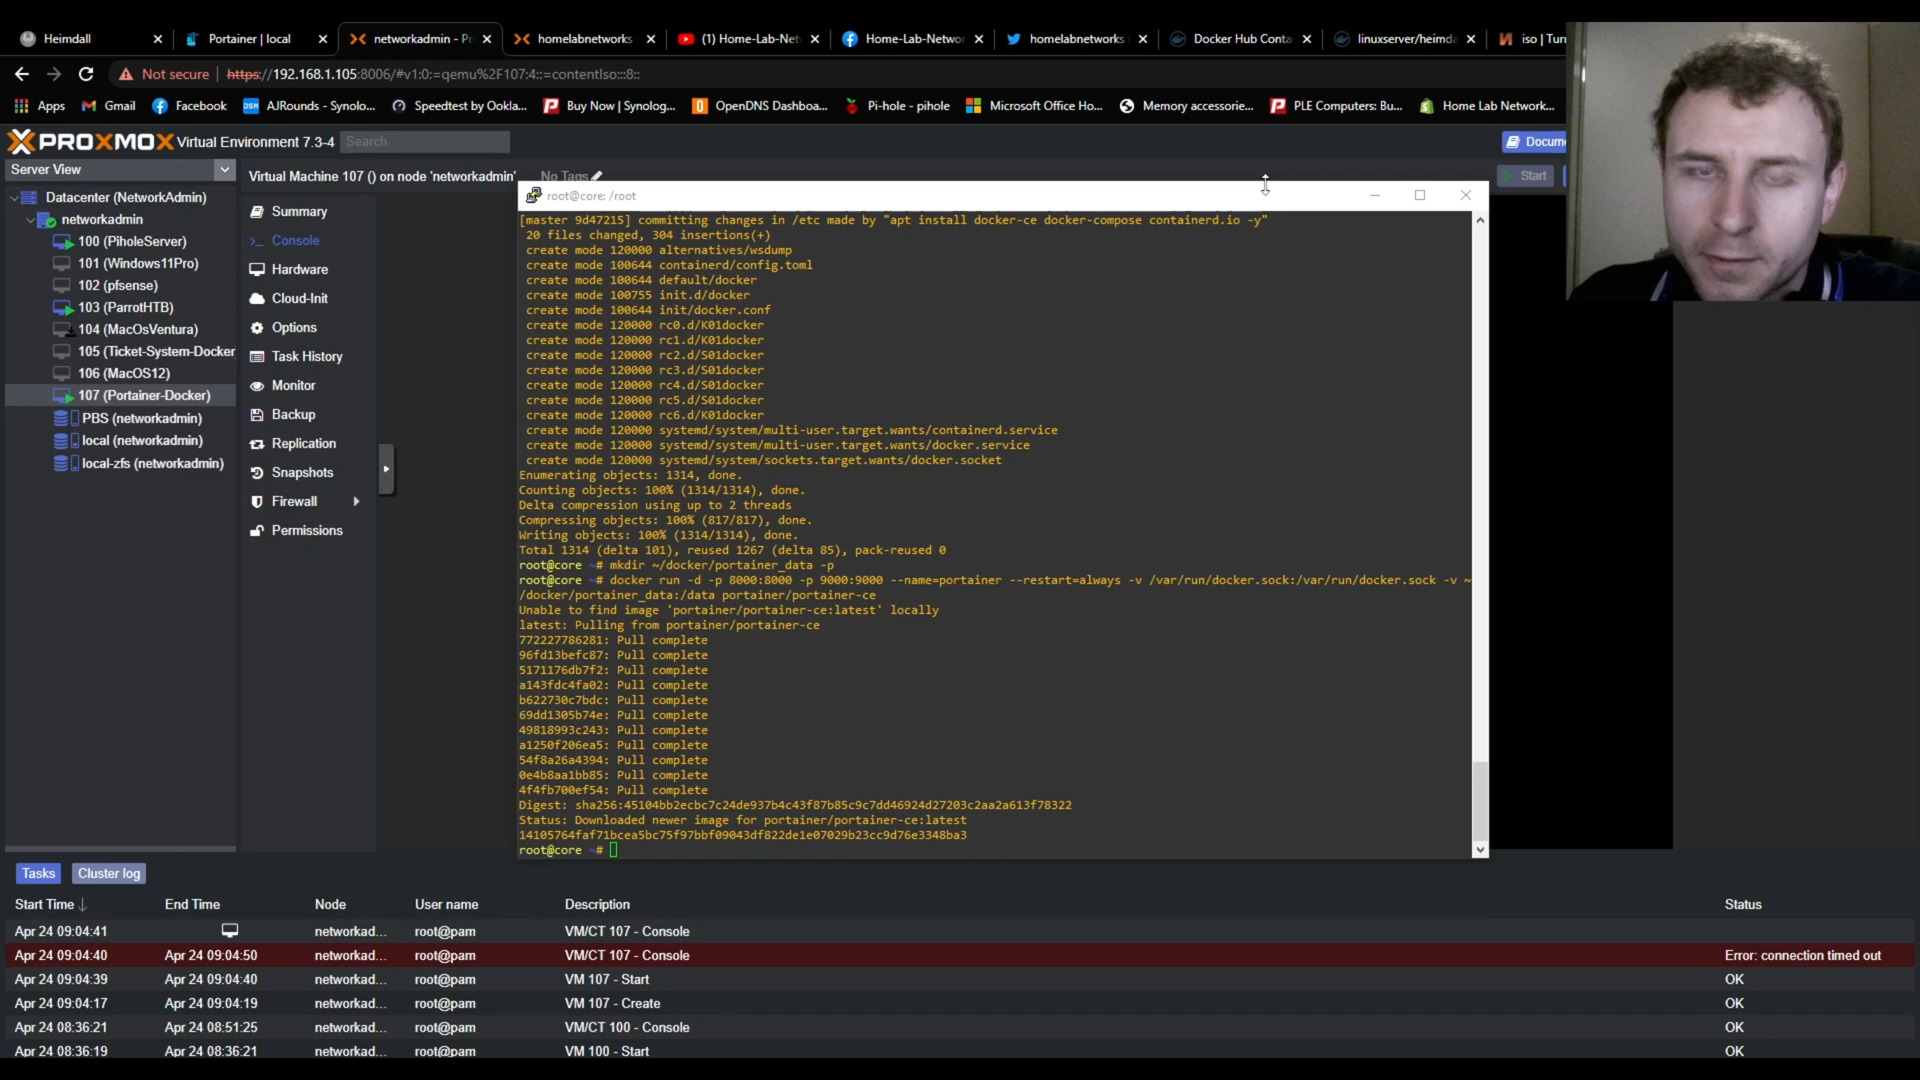 Heimdall
Portainer | local
networkadmin - Pr
homelabnetworks
(1) Home-Lab-Net
Home-Lab-Netwo
homelabnetworks
Docker Hub Conta
linuxserver/heimda
iso | Turn
Not secure
https://192.168.1.105:8006/#v1:0:=qemu%2F107:4::=contentIso:::8::
Apps
Gmail
Facebook
AJRounds - Synolo...
Speedtest by Ookla...
Buy Now | Synolog...
OpenDNS Dashboa...
Pi-hole - pihole
Microsoft Office Ho...
Memory accessorie...
PLE Computers: Bu...
Home Lab Network...
PROXMOX Virtual Environment 7.3-4
Search
Docume
Server View
Virtual Machine 107 () on node 'networkadmin'
No Tags
Start
Datacenter (NetworkAdmin)
networkadmin
100 (PiholeServer)
101 (Windows11Pro)
102 (pfsense)
103 (ParrotHTB)
104 (MacOsVentura)
105 (Ticket-System-Docker
106 (MacOS12)
107 (Portainer-Docker)
PBS (networkadmin)
local (networkadmin)
local-zfs (networkadmin)
Summary
Console
Hardware
Cloud-Init
Options
Task History
Monitor
Backup
Replication
Snapshots
Firewall
Permissions
root@core: /root
[master 9d47215] committing changes in /etc made by "apt install docker-ce docker-compose containerd.io -y"
20 files changed, 304 insertions(+)
create mode 120000 alternatives/wsdump
create mode 100644 containerd/config.toml
create mode 100644 default/docker
create mode 100755 init.d/docker
create mode 100644 init/docker.conf
create mode 120000 rc0.d/K01docker
create mode 120000 rc1.d/K01docker
create mode 120000 rc2.d/S01docker
create mode 120000 rc3.d/S01docker
create mode 120000 rc4.d/S01docker
create mode 120000 rc5.d/S01docker
create mode 120000 rc6.d/K01docker
create mode 120000 systemd/system/multi-user.target.wants/containerd.service
create mode 120000 systemd/system/multi-user.target.wants/docker.service
create mode 120000 systemd/system/sockets.target.wants/docker.socket
Enumerating objects: 1314, done.
Counting objects: 100% (1314/1314), done.
Delta compression using up to 2 threads
Compressing objects: 100% (817/817), done.
Writing objects: 100% (1314/1314), done.
Total 1314 (delta 101), reused 1267 (delta 85), pack-reused 0
root@core ~# mkdir ~/docker/portainer_data -p
root@core ~# docker run -d -p 8000:8000 -p 9000:9000 --name=portainer --restart=always -v /var/run/docker.sock:/var/run/docker.sock -v ~
/docker/portainer_data:/data portainer/portainer-ce
Unable to find image 'portainer/portainer-ce:latest' locally
latest: Pulling from portainer/portainer-ce
772227786281: Pull complete
96fd13befc87: Pull complete
5171176db7f2: Pull complete
a143fdc4fa02: Pull complete
b622730c7bdc: Pull complete
69dd1305b74e: Pull complete
49818993c243: Pull complete
a1250f206ea5: Pull complete
54f8a26a4394: Pull complete
0e4b8aa1bb85: Pull complete
4f4fb700ef54: Pull complete
Digest: sha256:45104bb2ecbc7c24de937b4c43f87b85c9c7dd46924d27203c2aa2a613f78322
Status: Downloaded newer image for portainer/portainer-ce:latest
14105764faf71bcea5bc75f97bbf09043df822de1e07029b23cc9d76e3348ba3
root@core ~#
Tasks
Cluster log
Start Time
End Time
Node
User name
Description
Status
Apr 24 09:04:41 networkad... root@pam VM/CT 107 - Console
Apr 24 09:04:40 Apr 24 09:04:50 networkad... root@pam VM/CT 107 - Console Error: connection timed out
Apr 24 09:04:39 Apr 24 09:04:40 networkad... root@pam VM 107 - Start OK
Apr 24 09:04:17 Apr 24 09:04:19 networkad... root@pam VM 107 - Create OK
Apr 24 08:36:21 Apr 24 08:51:25 networkad... root@pam VM/CT 100 - Console OK
Apr 24 08:36:19 Apr 24 08:36:21 networkad... root@pam VM 100 - Start OK